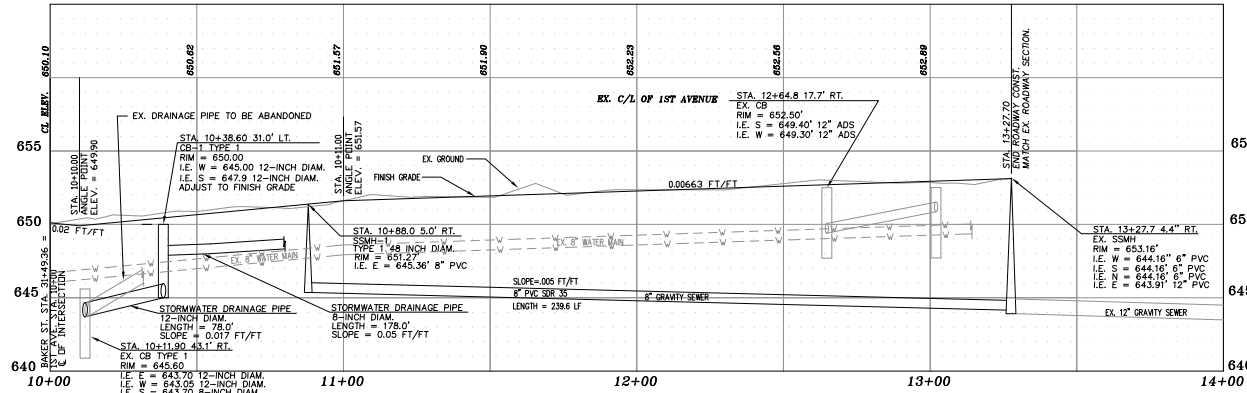 CL ELEV. 650.10
650.62
651.57
651.90
652.23
652.56
652.89
EX. DRAINAGE PIPE TO BE ABANDONED
STA. 10+10.00
ANGLE POINT
ELEV. = 649.90
STA. 10+38.60 31.0' LT.
CB-1 TYPE 1
RIM = 650.00
I.E. W = 645.00 12-INCH DIAM.
I.E. S = 647.9 12-INCH DIAM.
ADJUST TO FINISH GRADE
STA. 10+11.00
ANGLE POINT
ELEV. = 651.57
EX. GROUND
FINISH GRADE
EX. C/L OF 1ST AVENUE
STA. 12+64.8 17.7' RT.
EX. CB
RIM = 652.50'
I.E. S = 649.40' 12" ADS
I.E. W = 649.30' 12" ADS
STA. 13+27.70
END ROADWAY CONST.
MATCH EX. ROADWAY SECTION.
0.00663 FT/FT
0.02 FT/FT
655
650
645
640
STA. 10+88.0 5.0' RT.
SSMH-1
TYPE 1 48 INCH DIAM.
RIM = 651.27'
I.E. E = 645.36' 8" PVC
W
EX. 8" WATER MAIN
EX. 8" WATER MAIN
STA. 13+27.7 4.4" RT.
EX. SSMH
RIM = 653.16'
I.E. W = 644.16" 6" PVC
I.E. S = 644.16' 6" PVC
I.E. N = 644.16' 6" PVC
I.E. E = 643.91' 12" PVC
SLOPE=.005 FT/FT
8" PVC SDR 35
LENGTH = 239.6 LF
8" GRAVITY SEWER
EX. 12" GRAVITY SEWER
STORMWATER DRAINAGE PIPE
12-INCH DIAM.
LENGTH = 78.0'
SLOPE = 0.017 FT/FT
STORMWATER DRAINAGE PIPE
8-INCH DIAM.
LENGTH = 178.0'
SLOPE = 0.05 FT/FT
BAKER ST. STA. 31+49.36 =
1ST AVE. STA. 10+00
℄ OF INTERSECTION
STA. 10+11.90 43.1' RT.
EX. CB TYPE 1
RIM = 645.60
I.E. E = 643.70 12-INCH DIAM.
I.E. W = 643.05 12-INCH DIAM.
I.E. S = 643.70 8-INCH DIAM.
10+00
11+00
12+00
13+00
14+00